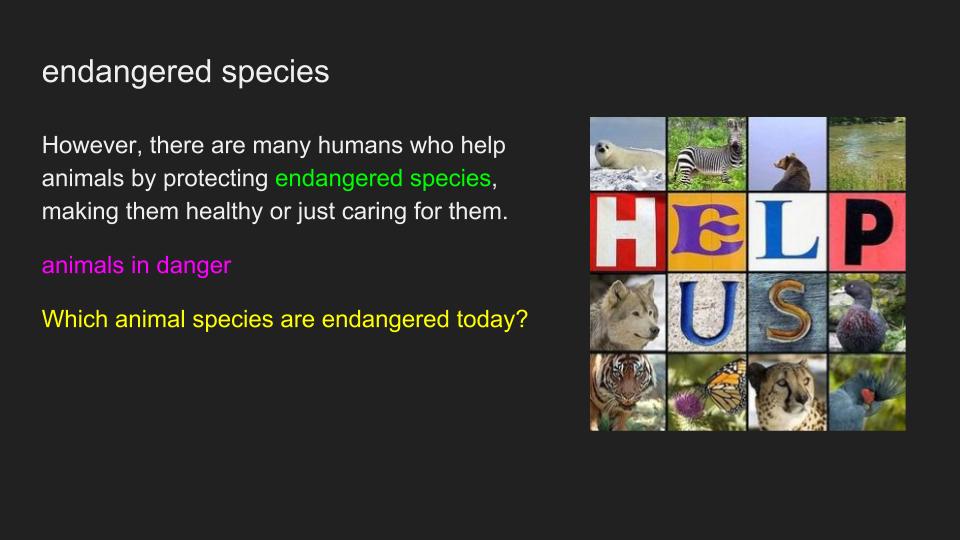 endangered species
However, there are many humans who help
animals by protecting endangered species,
making them healthy or just caring for them.
animals in danger
Which animal species are endangered today?
HELP
US